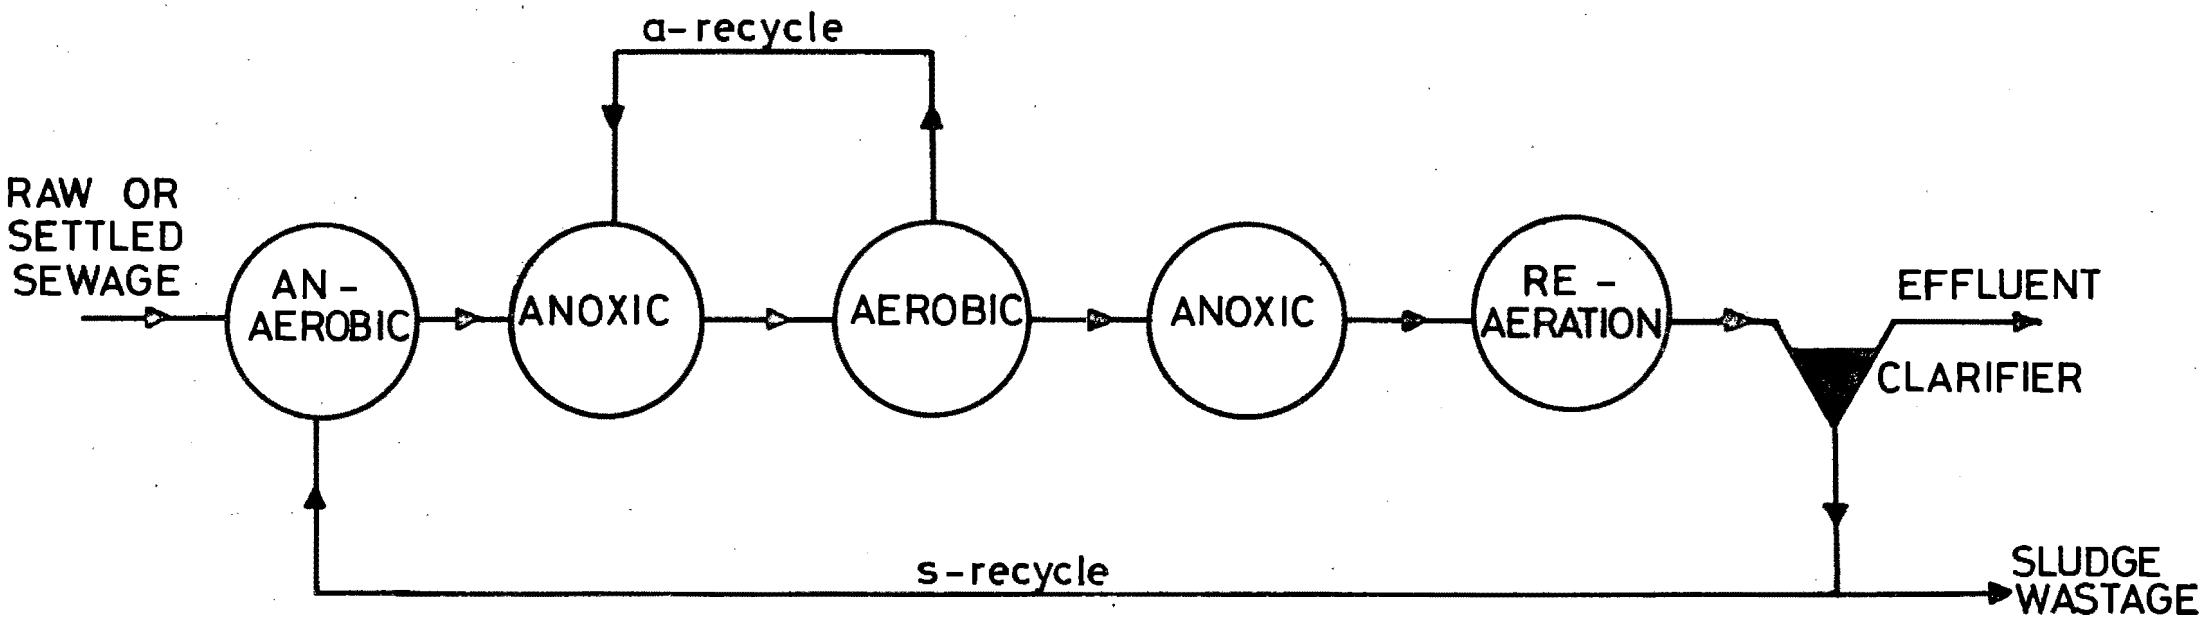 a-recycle
RAW OR
SETTLED
SEWAGE
AN-
AEROBIC
ANOXIC
AEROBIC
ANOXIC
RE-
AERATION
EFFLUENT
CLARIFIER
s-recycle
SLUDGE
WASTAGE